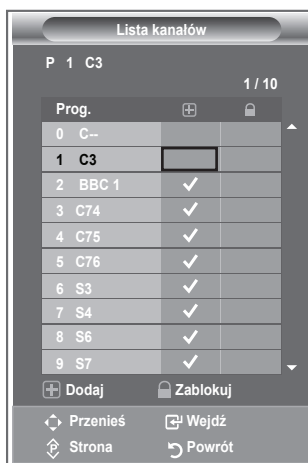 Lista kanałów
P 1 C3
1 / 10
Prog.
0 C--
1 C3
2 BBC 1
3 C74
4 C75
5 C76
6 S3
7 S4
8 S6
9 S7
Dodaj Zablokuj
Przenieś Wejdź
Strona Powrót